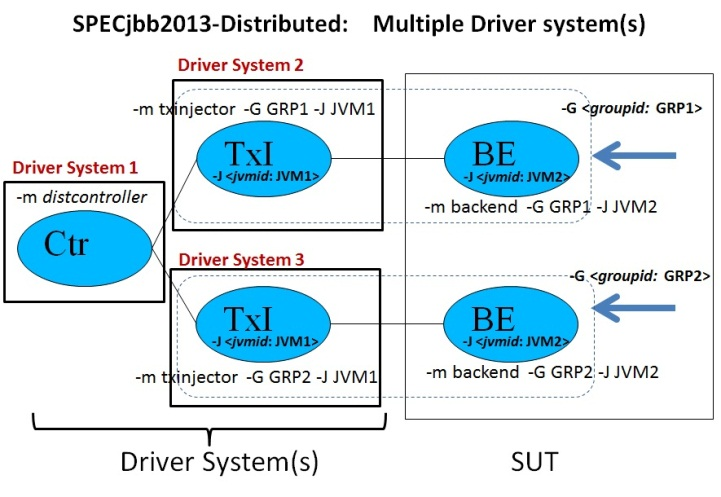 SPECjbb2013-Distributed: Multiple Driver system(s)
Driver System 2
-m txinjector -G GRP1 -J JVM1
-G <groupid: GRP1>
TxI
-J <jvmid: JVM1>
BE
-J <jvmid: JVM2>
Driver System 1
-m distcontroller
Ctr
-m backend -G GRP1 -J JVM2
Driver System 3
-G <groupid: GRP2>
TxI
-J <jvmid: JVM1>
BE
-J <jvmid: JVM2>
-m txinjector -G GRP2 -J JVM1
-m backend -G GRP2 -J JVM2
Driver System(s)
SUT